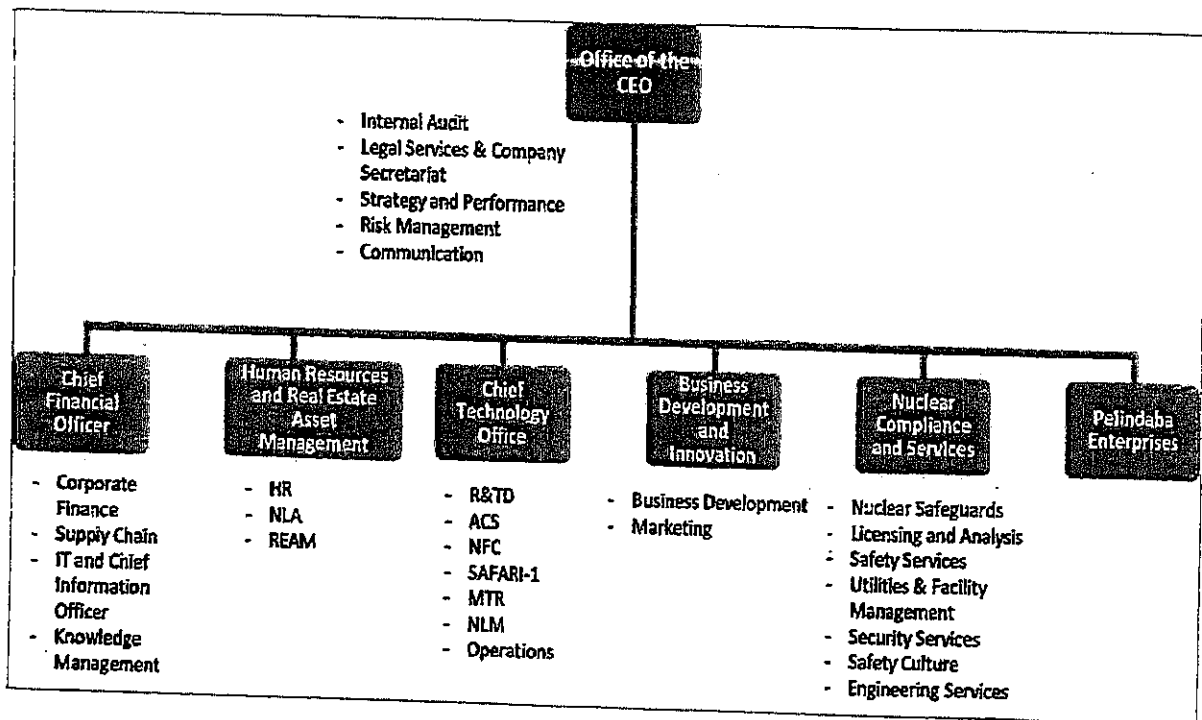 Office of the
CEO
- Internal Audit
- Legal Services & Company
Secretariat
- Strategy and Performance
- Risk Management
- Communication
Chief
Financial
Officer
- Corporate
Finance
- Supply Chain
- IT and Chief
Information
Officer
- Knowledge
Management
Human Resources
and Real Estate
Asset
Management
- HR
- NLA
- REAM
Chief
Technology
Office
- R&TD
- ACS
- NFC
- SAFARI-1
- MTR
- NLM
- Operations
Business
Development
and
Innovation
- Business Development
- Marketing
Nuclear
Compliance
and Services
- Nuclear Safeguards
- Licensing and Analysis
- Safety Services
- Utilities & Facility
Management
- Security Services
- Safety Culture
- Engineering Services
Pelindaba
Enterprises